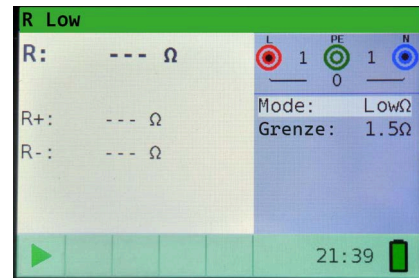 R Low
R: --- Ω
R+: --- Ω
R-: --- Ω
L PE N
1 1
0
Mode: LowΩ
Grenze: 1.5Ω
21:39